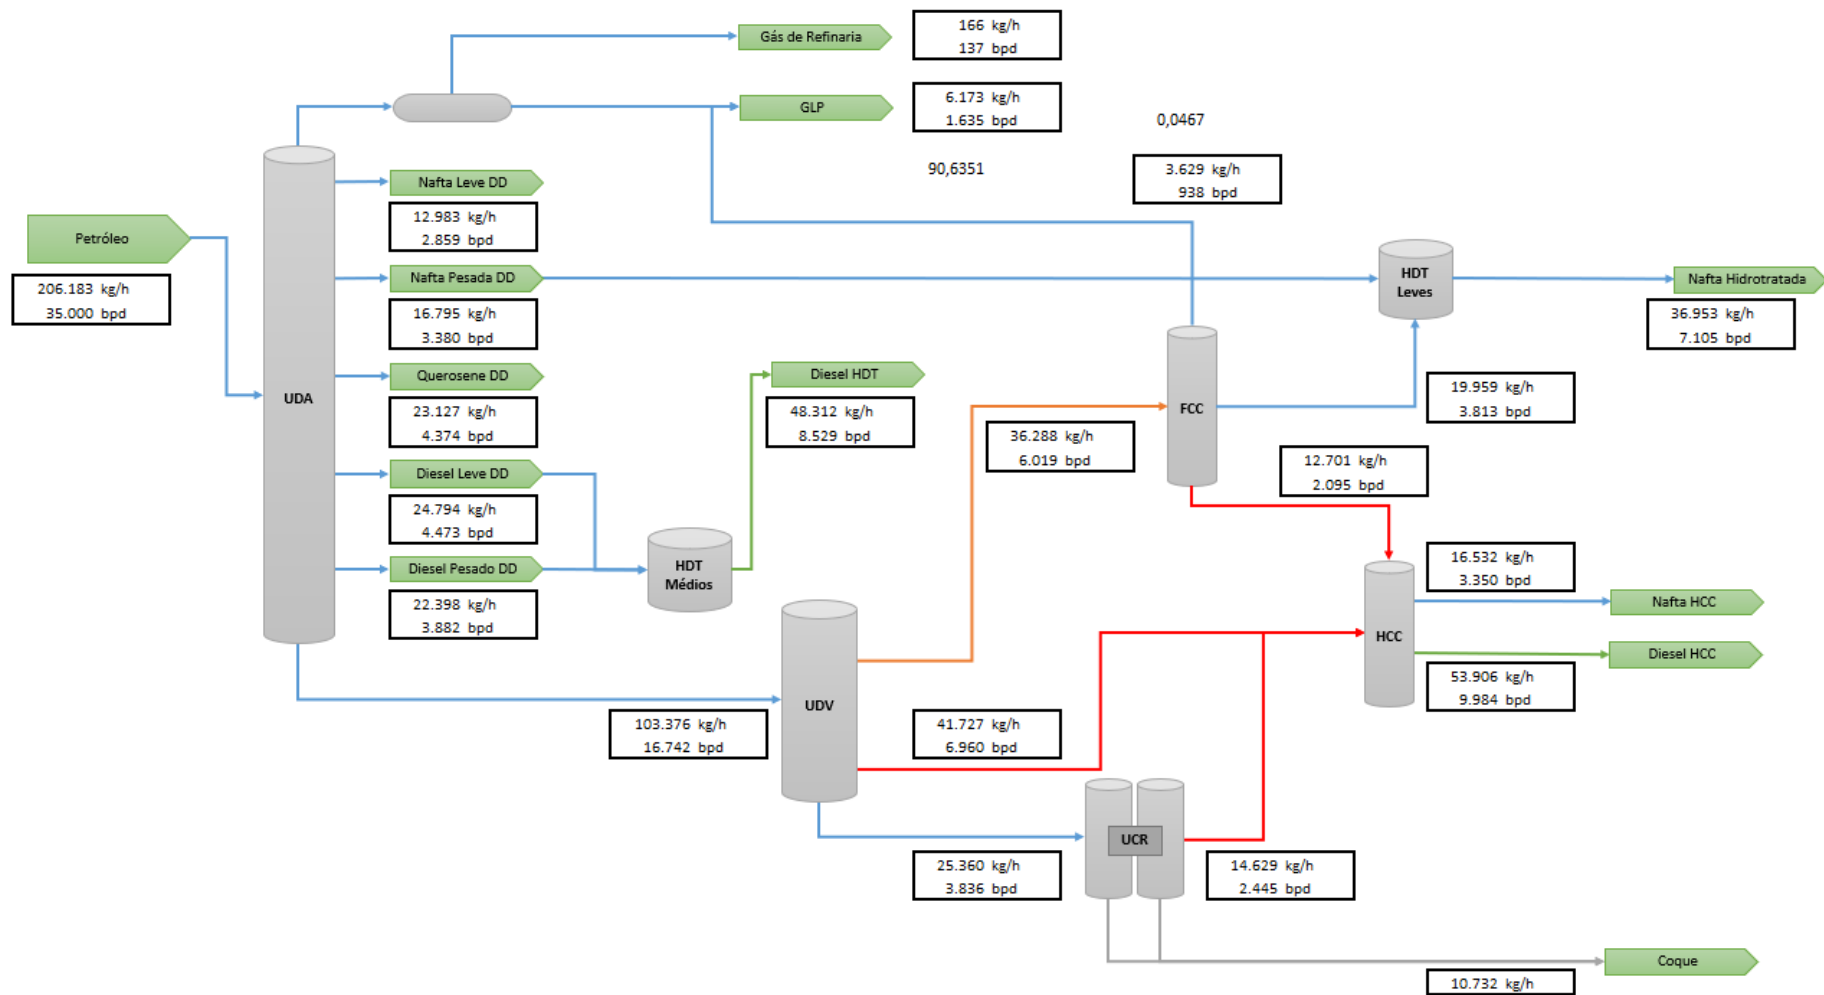 Gás de Refinaria
166 kg/h
137 bpd
GLP
6.173 kg/h
1.635 bpd
0,0467
90,6351
3.629 kg/h
938 bpd
Nafta Leve DD
12.983 kg/h
2.859 bpd
Petróleo
206.183 kg/h
35.000 bpd
Nafta Pesada DD
16.795 kg/h
3.380 bpd
HDT
Leves
Nafta Hidrotratada
36.953 kg/h
7.105 bpd
UDA
Querosene DD
23.127 kg/h
4.374 bpd
Diesel HDT
48.312 kg/h
8.529 bpd
FCC
19.959 kg/h
3.813 bpd
36.288 kg/h
6.019 bpd
12.701 kg/h
2.095 bpd
Diesel Leve DD
24.794 kg/h
4.473 bpd
Diesel Pesado DD
22.398 kg/h
3.882 bpd
HDT
Médios
16.532 kg/h
3.350 bpd
Nafta HCC
HCC
Diesel HCC
53.906 kg/h
9.984 bpd
UDV
103.376 kg/h
16.742 bpd
41.727 kg/h
6.960 bpd
UCR
25.360 kg/h
3.836 bpd
14.629 kg/h
2.445 bpd
Coque
10.732 kg/h